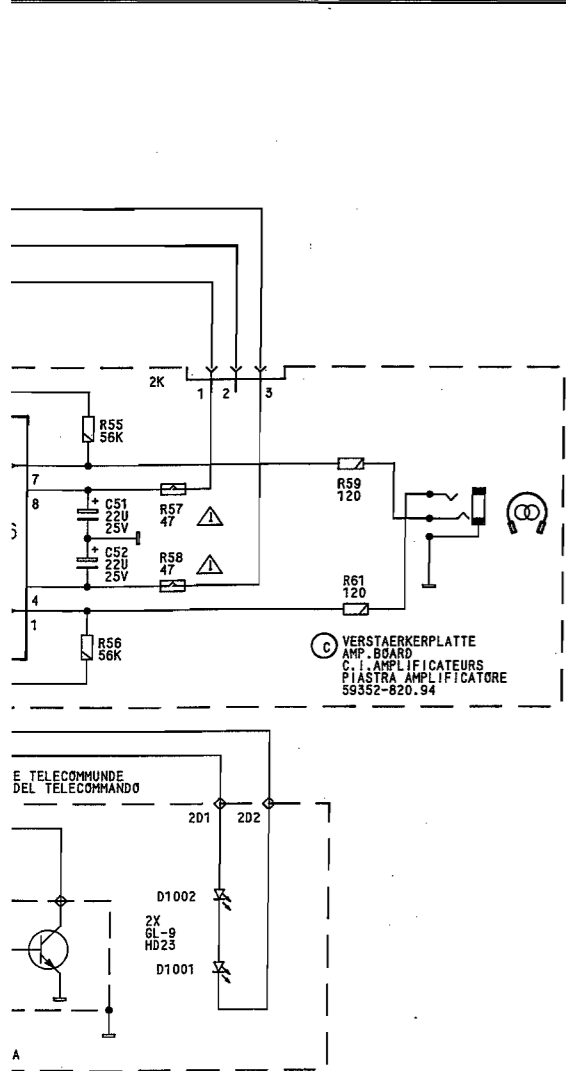 2K
1 2 3
R55
56K
7
8
C51
22U
25V
R57
47
R59
120
C52
22U
25V
R58
47
4
1
R61
120
R56
56K
C
VERSTAERKERPLATTE
AMP.BOARD
C.I.AMPLIFICATEURS
PIASTRA AMPLIFICATORE
59352-820.94
E TELECOMMUNDE
DEL TELECOMMANDO
2D1 2D2
D1002
2X
GL-9
HD23
D1001
A